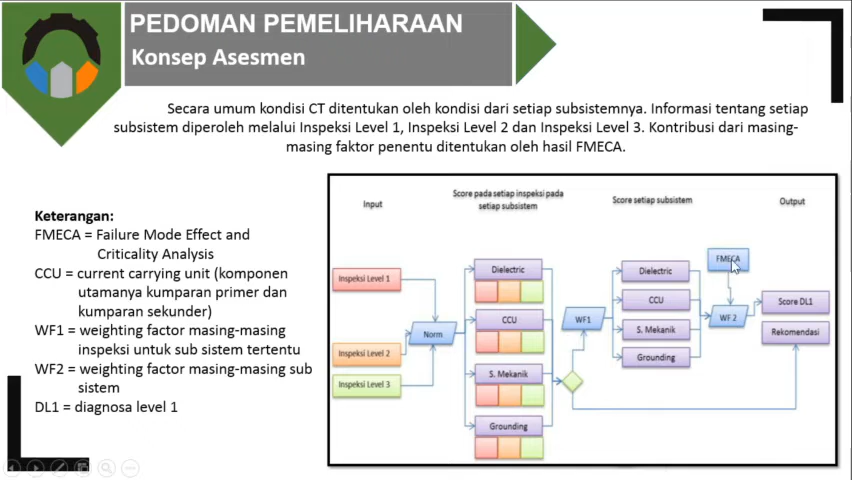 PEDOMAN PEMELIHARAAN
Konsep Asesmen
Secara umum kondisi CT ditentukan oleh kondisi dari setiap subsistemnya. Informasi tentang setiap
subsistem diperoleh melalui Inspeksi Level 1, Inspeksi Level 2 dan Inspeksi Level 3. Kontribusi dari masing-
masing faktor penentu ditentukan oleh hasil FMECA.
Keterangan:
FMECA = Failure Mode Effect and
Criticality Analysis
CCU = current carrying unit (komponen
utamanya kumparan primer dan
kumparan sekunder)
WF1 = weighting factor masing-masing
inspeksi untuk sub sistem tertentu
WF2 = weighting factor masing-masing sub
sistem
DL1 = diagnosa level 1
Input
Score pada setiap inspeksi pada
setiap subsistem
Score setiap subsistem
Output
Inspeksi Level 1
Inspeksi Level 2
Inspeksi Level 3
Norm
Dielectric
CCU
S. Mekanik
Grounding
WF1
Dielectric
CCU
S. Mekanik
Grounding
FMECA
WF 2
Score DL1
Rekomendasi